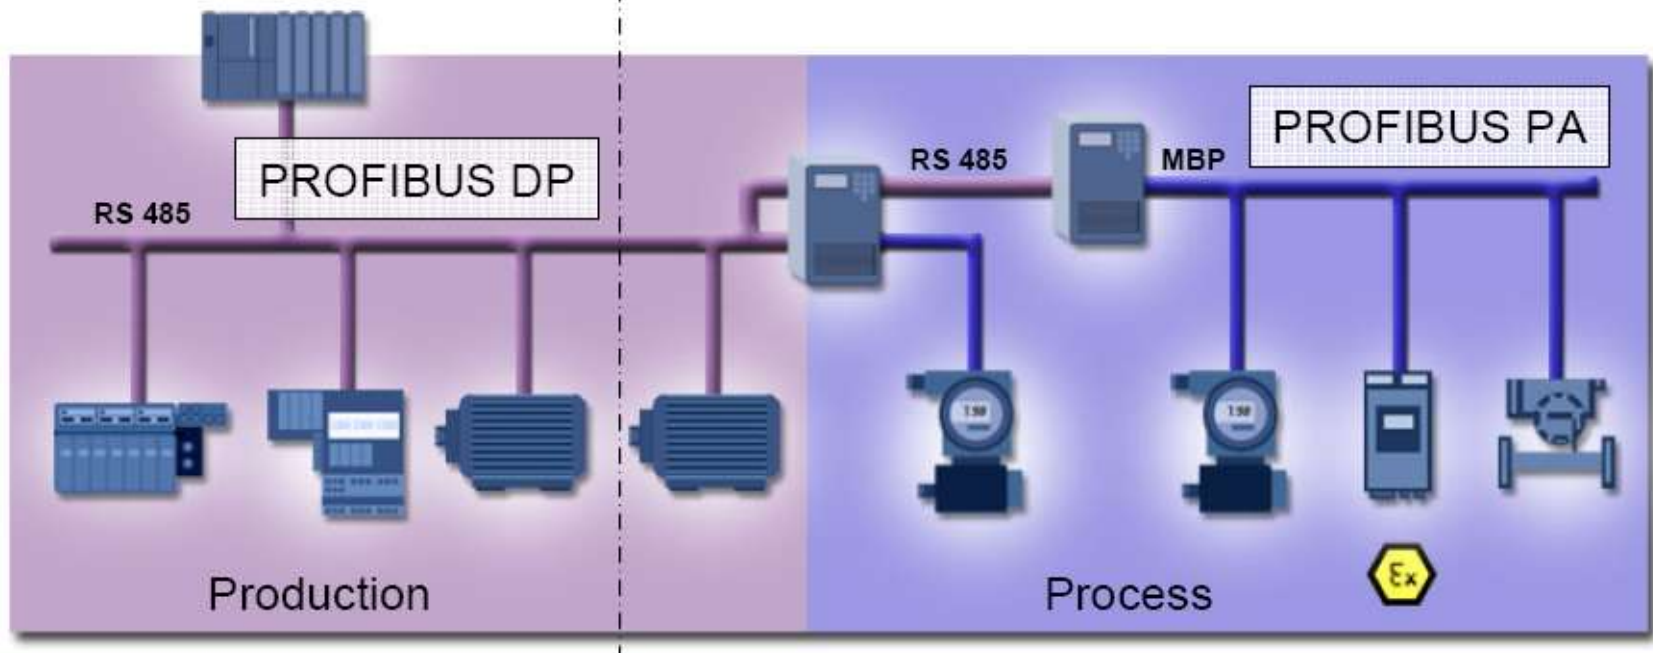 PROFIBUS DP
RS 485
RS 485
MBP
PROFIBUS PA
Production
Process
Ex